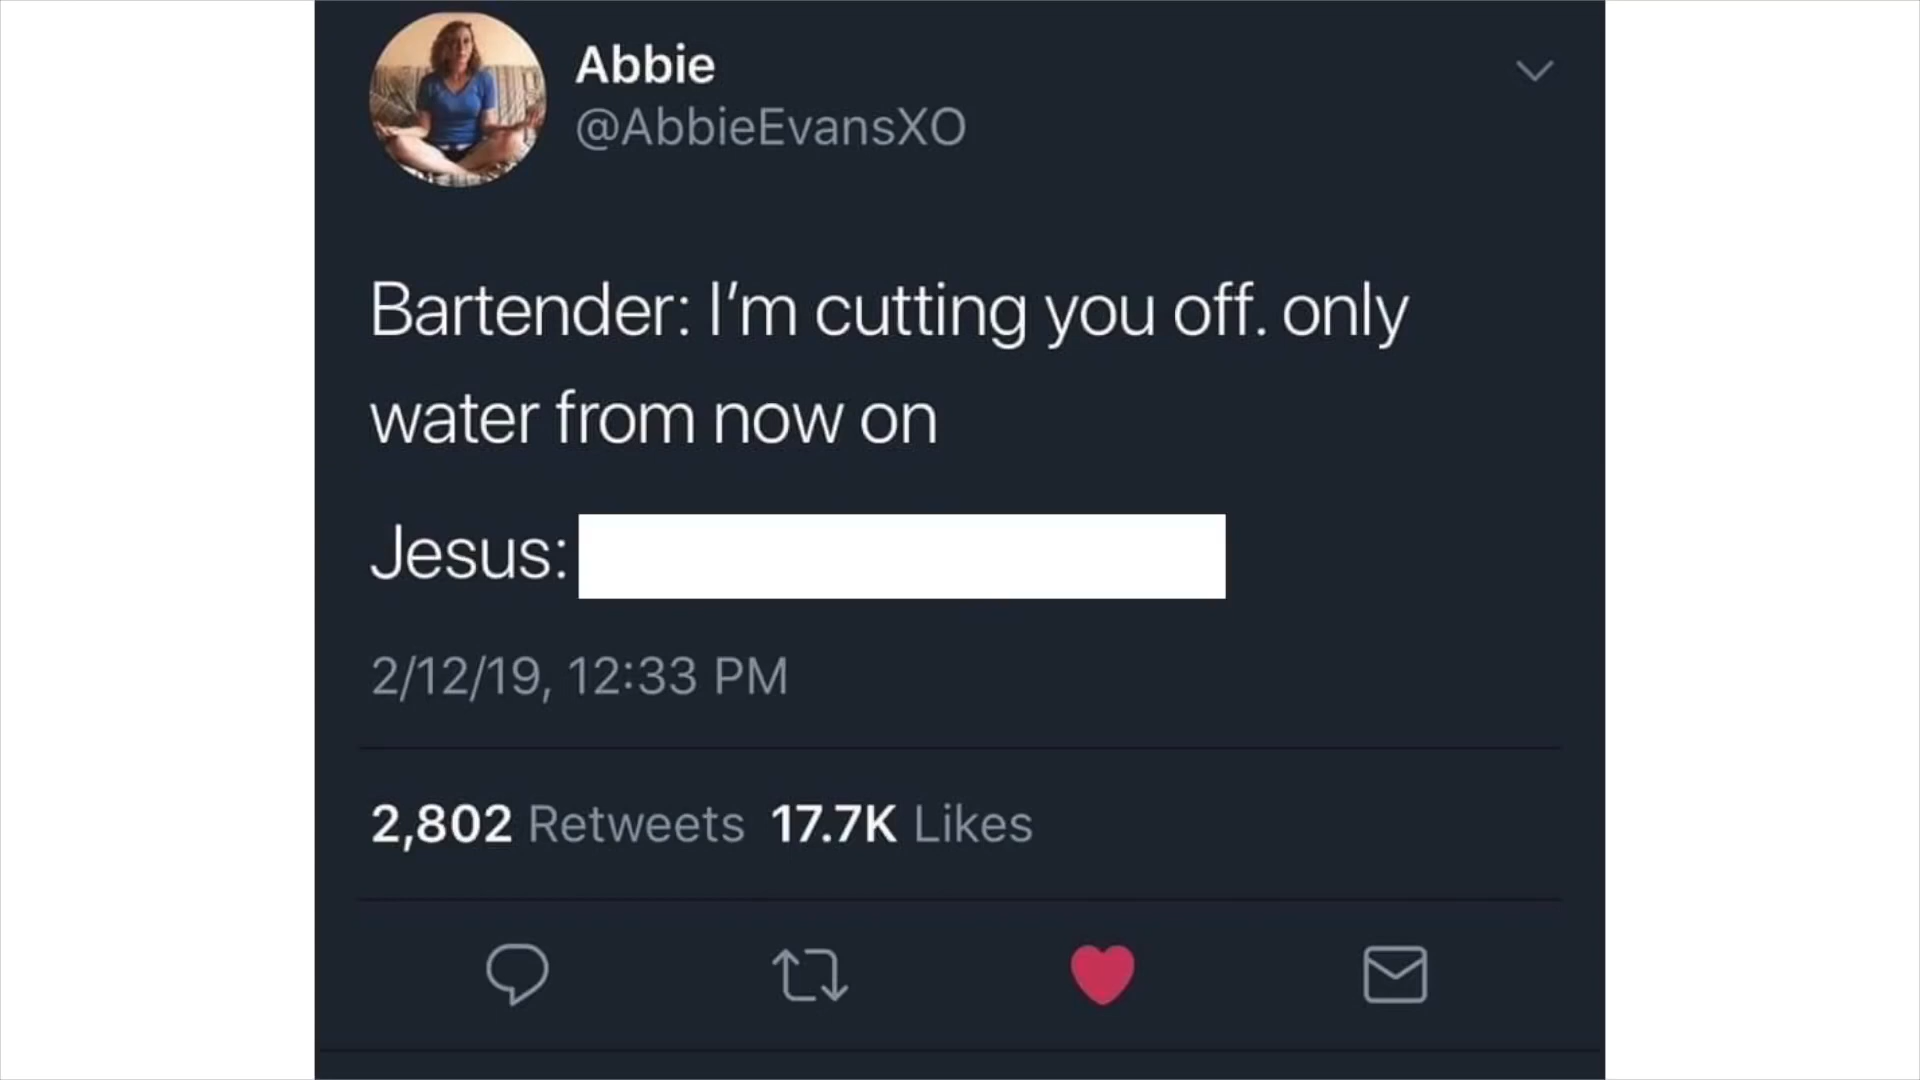 Abbie
@AbbieEvansXO
Bartender: I'm cutting you off. only
water from now on
Jesus:
2/12/19, 12:33 PM
2,802 Retweets 17.7K Likes